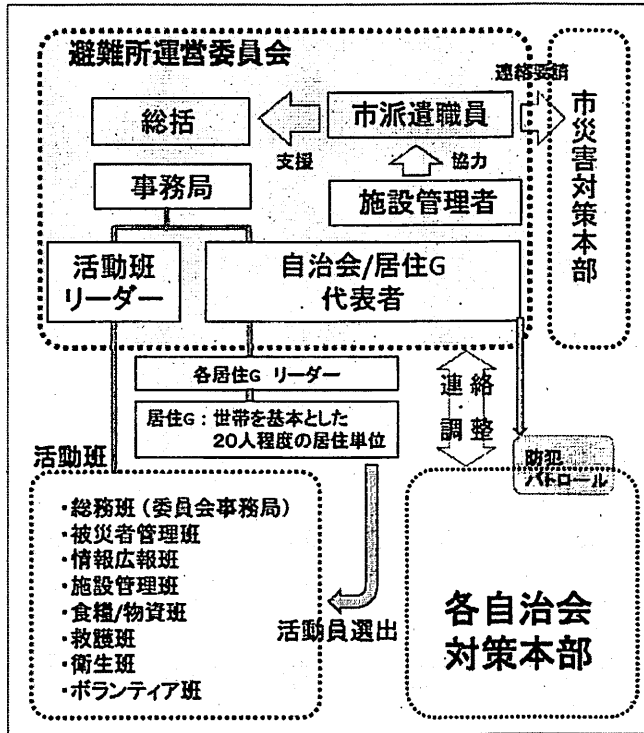 避難所運営委員会
連絡要請
総括
市派遣職員
支援
協力
事務局
施設管理者
市災害対策本部
活動班
リーダー
自治会/居住G
代表者
各居住G リーダー
居住G:世帯を基本とした
20人程度の居住単位
連絡・調整
防犯
パトロール
活動班
・総務班(委員会事務局)
・被災者管理班
・情報広報班
・施設管理班
・食糧/物資班
・救護班
・衛生班
・ボランティア班
活動員選出
各自治会
対策本部